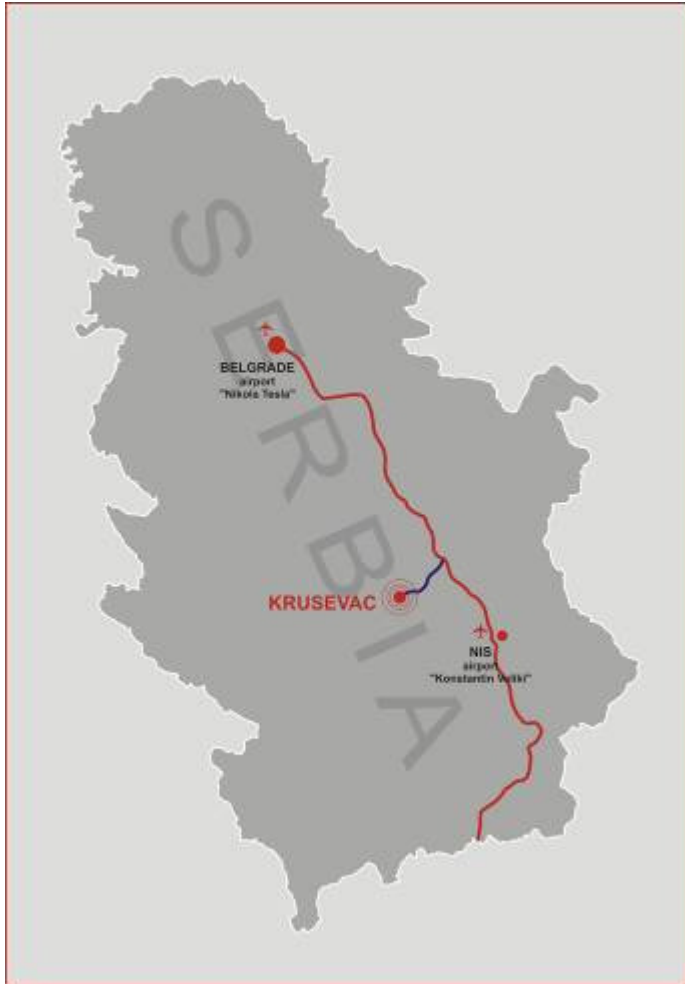 SERBIA
BELGRADE
airport
"Nikola Tesla"
KRUSEVAC
NIS
airport
"Konstantin Veliki"